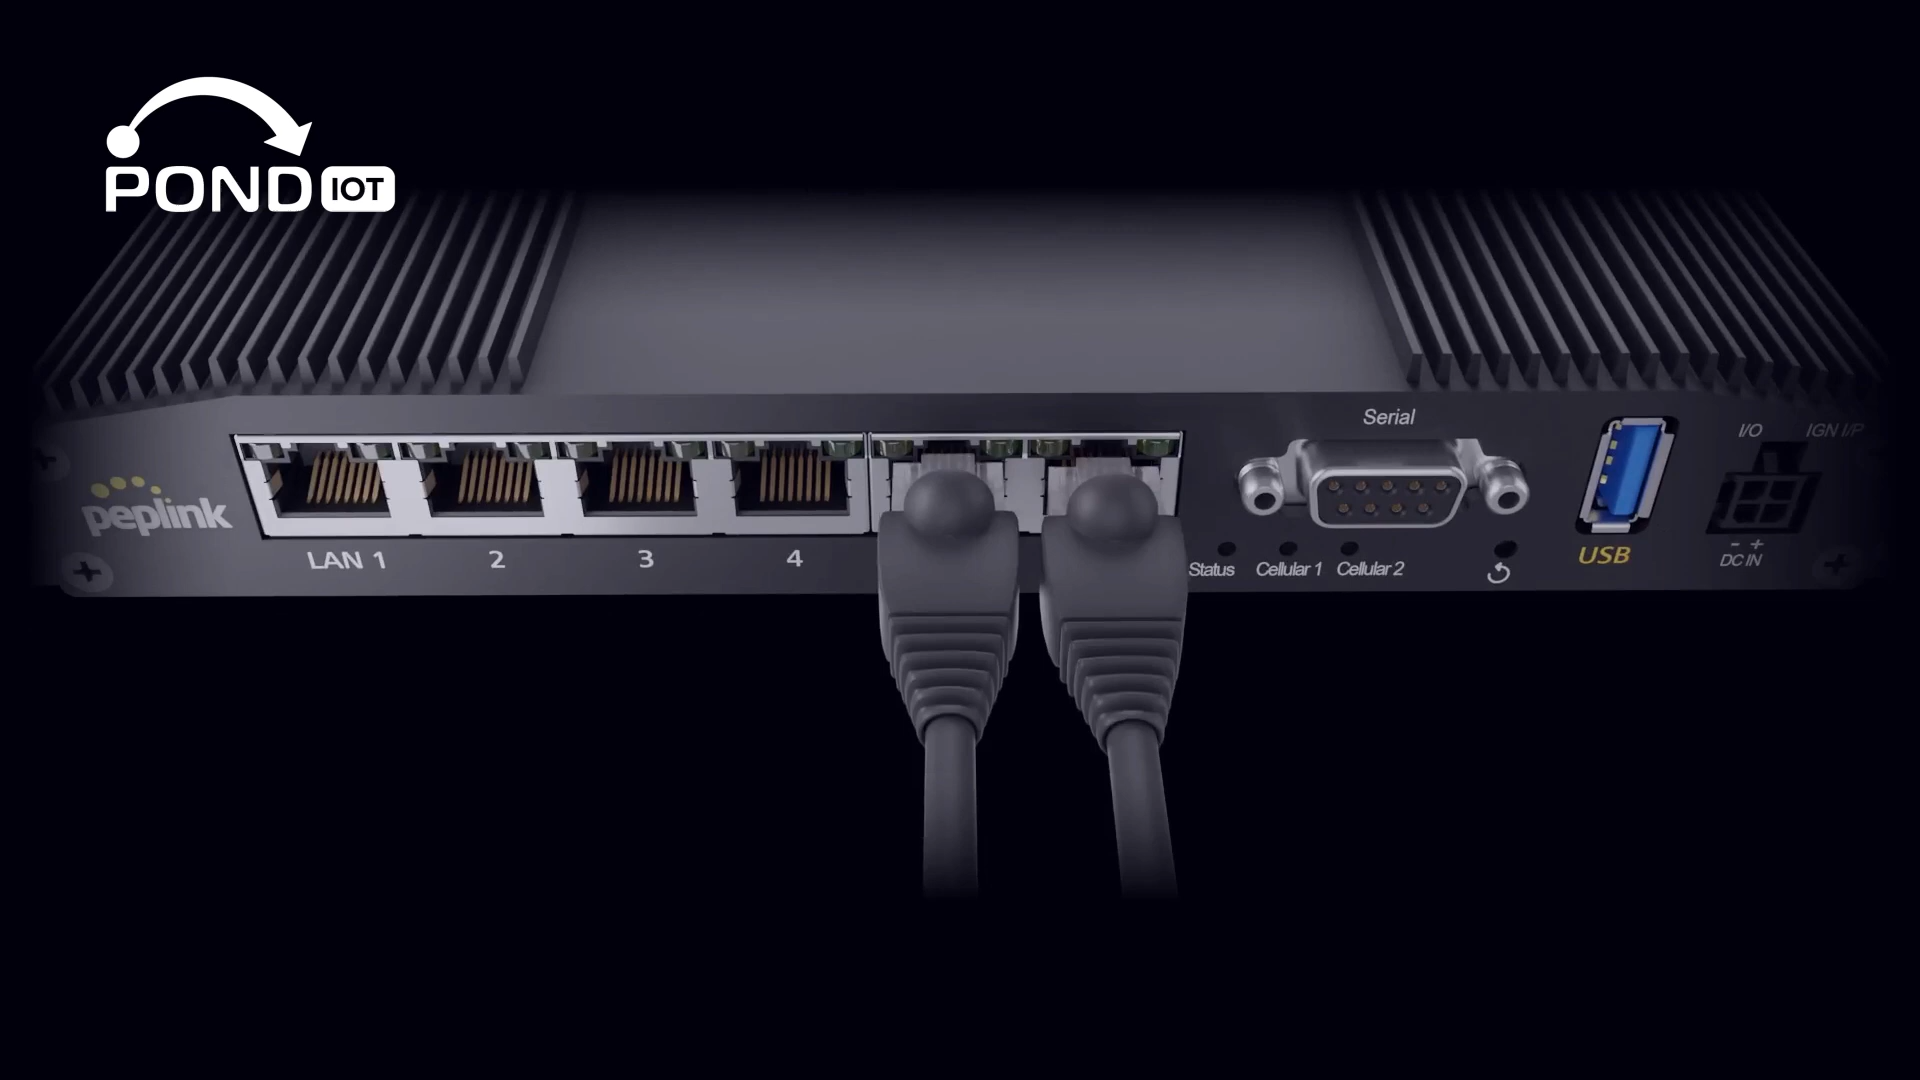 POND IOT
Serial
I/O
IGN I/P
peplink
LAN 1
2
3
4
Status
Cellular 1
Cellular 2
USB
- +
DC IN